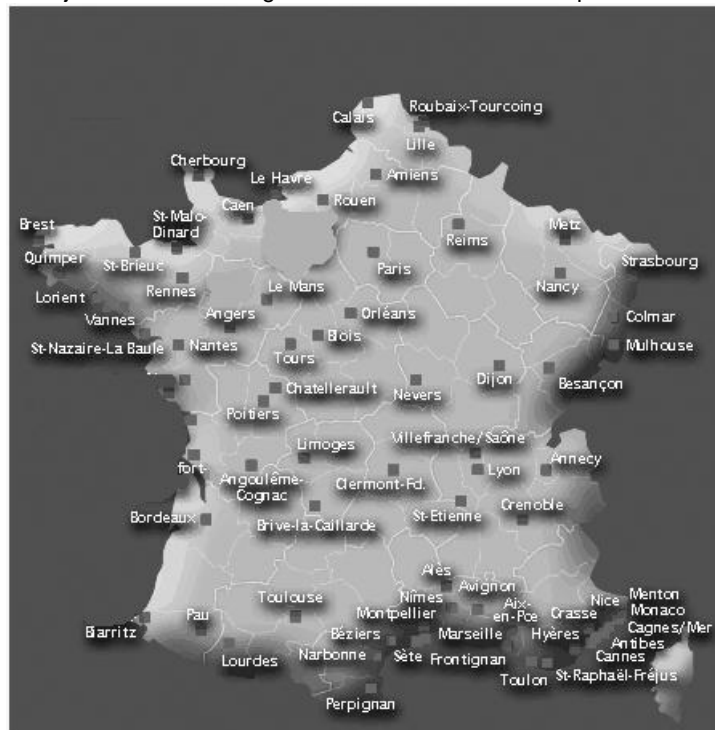 Roubaix-Tourcoing
Calais
Lille
Cherbourg
Le Havre
Amiens
Caen
Rouen
St-Malo-
Dinard
Brest
Reims
Metz
Quimper
St-Brieuc
Paris
Strasbourg
Rennes
Nancy
Lorient
Le Mans
Vannes
Angers
Orléans
Colmar
St-Nazaire-La Baule
Nantes
Blois
Mulhouse
Tours
Dijon
Besançon
Chatellerault
Nevers
Poitiers
Villefranche/Saône
Limoges
fort-
Angoulême-
Cognac
Clermont-Fd.
Lyon
Annecy
Bordeaux
Brive-la-Caillarde
St-Etienne
Crenoble
Alès
Avignon
Toulouse
Nîmes
Nice
Menton
Biarritz
Pau
Montpellier
Aix-
en-Pce
Crasse
Monaco
Béziers
Marseille
Hyères
Cagnes/Mer
Antibes
Lourdes
Narbonne
Sète
Frontignan
Cannes
Toulon
St-Raphaël-Fréjus
Perpignan